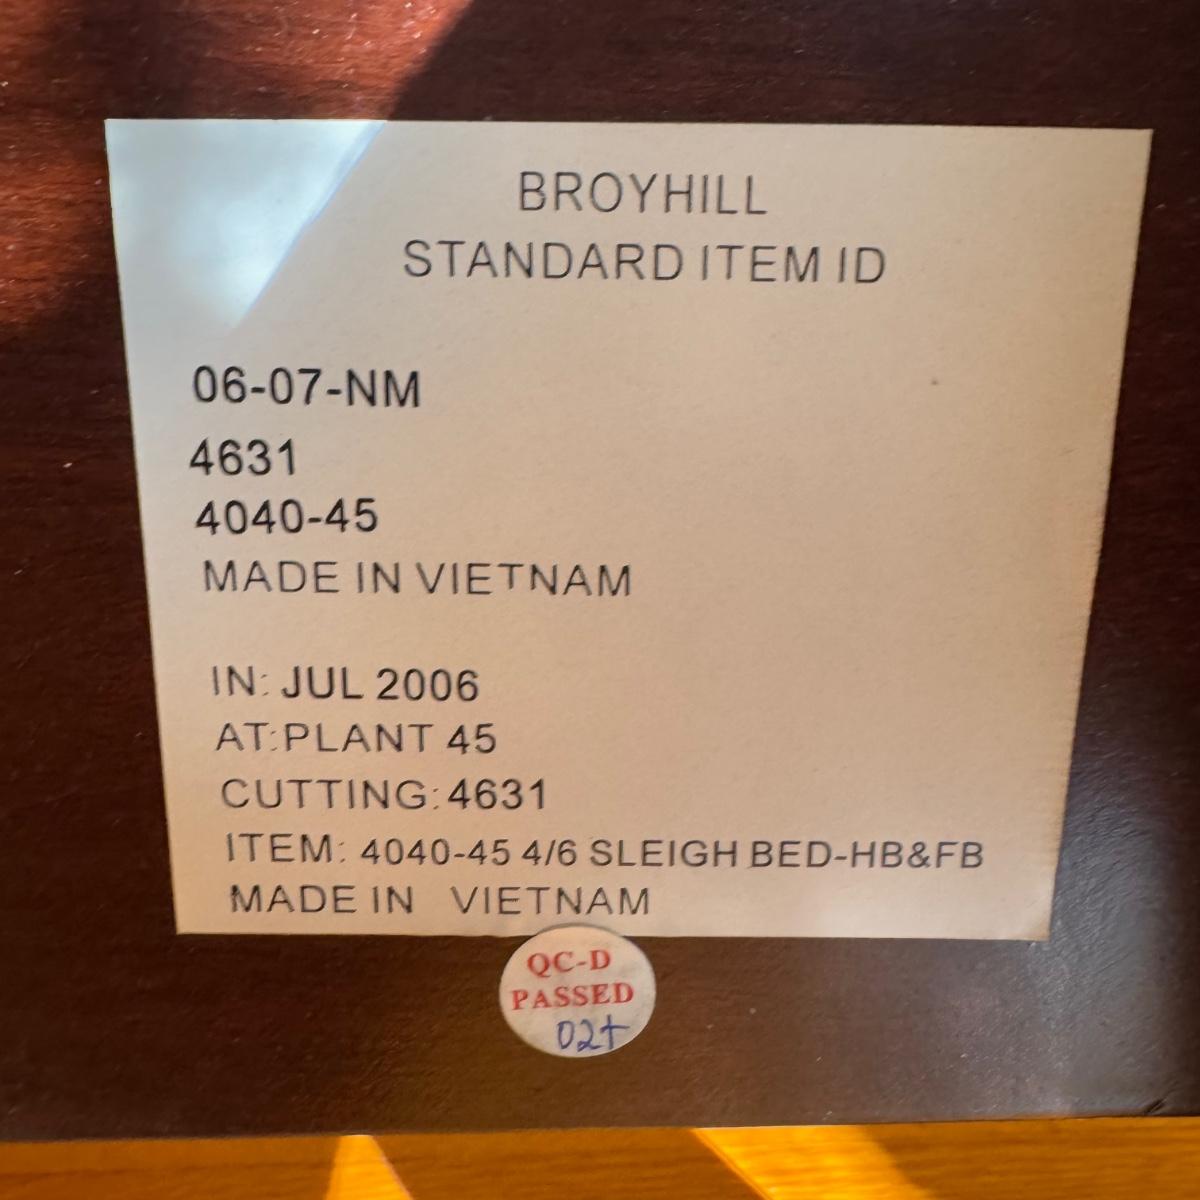 BROYHILL
STANDARD ITEM ID
06-07-NM
4631
4040-45
MADE IN VIETNAM
IN: JUL 2006
AT:PLANT 45
CUTTING:4631
ITEM: 4040-45 4/6 SLEIGH BED-HB&FB
MADE IN VIETNAM
QC-D
PASSED